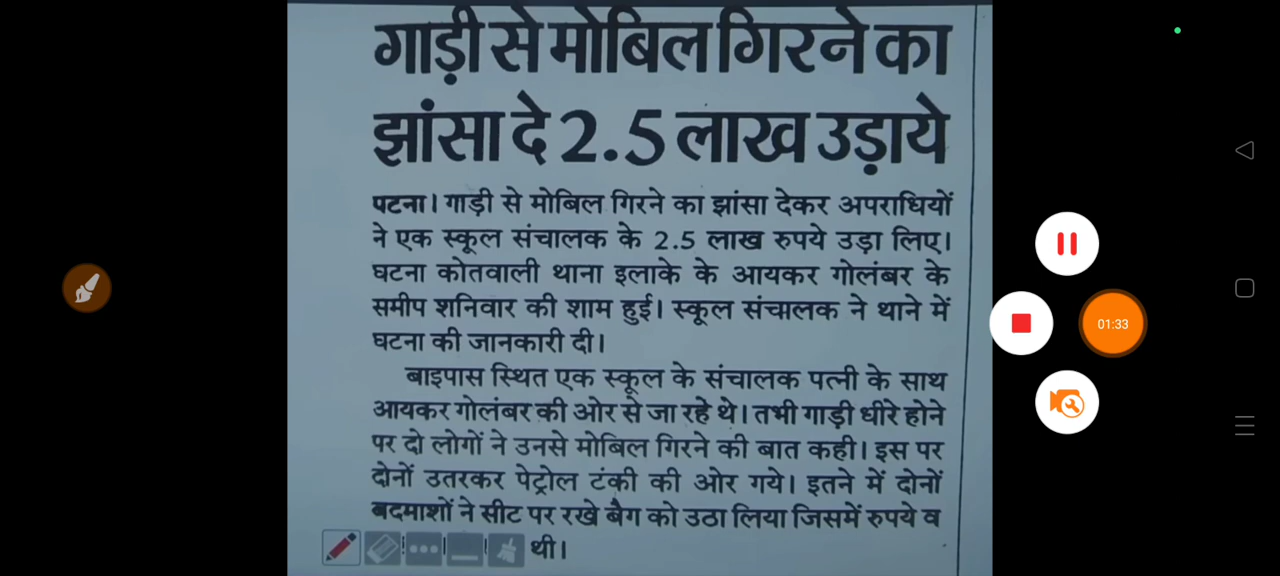 गाड़ी से मोबिल गिरने का
झांसा दे 2.5 लाख उड़ाये
पटना। गाड़ी से मोबिल गिरने का झांसा देकर अपराधियों
ने एक स्कूल संचालक के 2.5 लाख रुपये उड़ा लिए।
घटना कोतवाली थाना इलाके के आयकर गोलंबर के
समीप शनिवार की शाम हुई। स्कूल संचालक ने थाने में
घटना की जानकारी दी।
बाइपास स्थित एक स्कूल के संचालक पत्नी के साथ
आयकर गोलंबर की ओर से जा रहे थे। तभी गाड़ी धीरे होने
पर दो लोगों ने उनसे मोबिल गिरने की बात कही। इस पर
दोनों उतरकर पेट्रोल टंकी की ओर गये। इतने में दोनों
बदमाशों ने सीट पर रखे बैग को उठा लिया जिसमें रुपये व
थी।
01:33